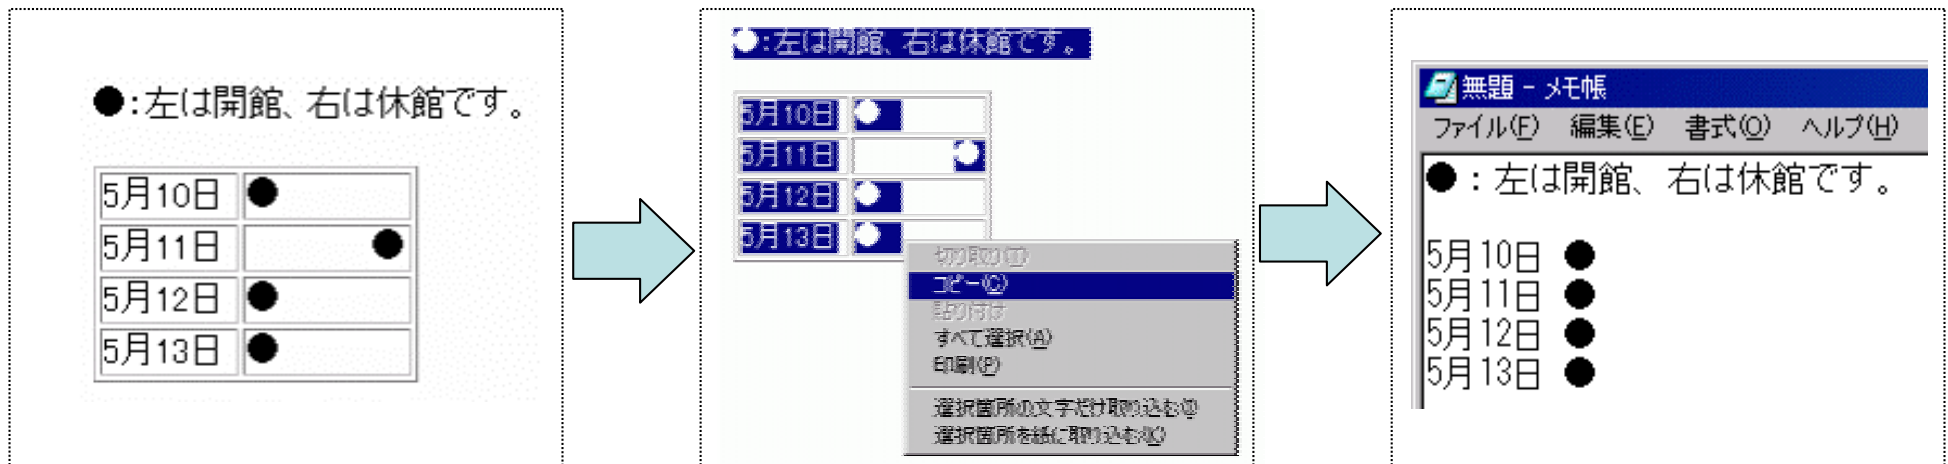 ●:左は開館、右は休館です。
5月10日 ●
5月11日 ●
5月12日 ●
5月13日 ●
●:左は開館、右は休館です。
5月10日 ●
5月11日 ●
5月12日 ●
5月13日 ●
切り取り(T)
コピー(C)
貼り付け
すべて選択(A)
印刷(P)
選択箇所の文字だけ取り込む(I)
選択箇所を紙に取り込む(K)
無題 - メモ帳
ファイル(F) 編集(E) 書式(O) ヘルプ(H)
●:左は開館、右は休館です。
5月10日 ●
5月11日 ●
5月12日 ●
5月13日 ●